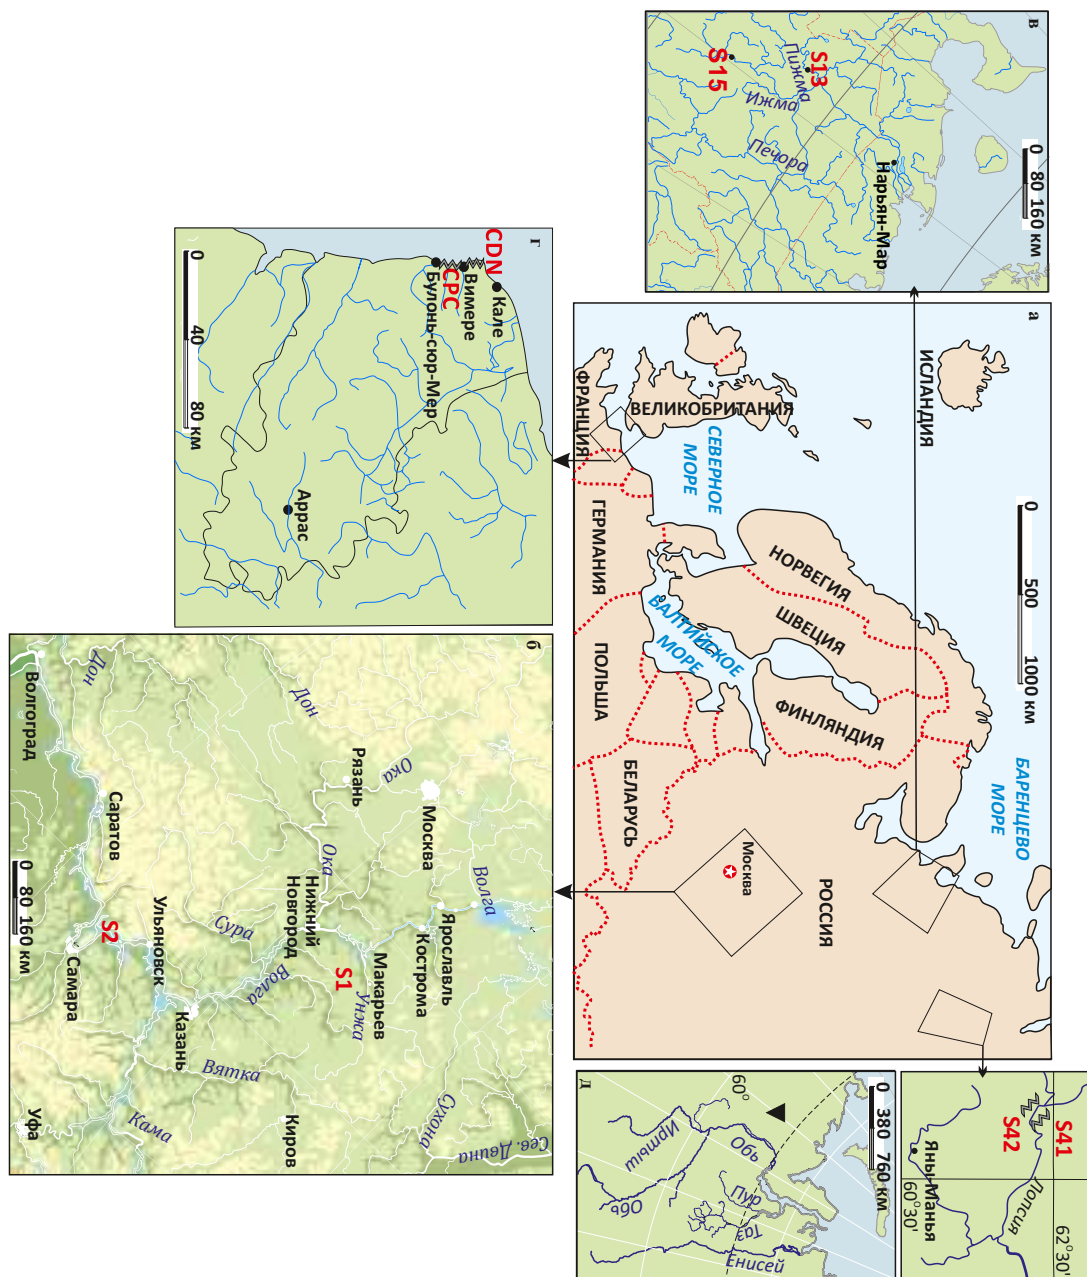 в
S13
S15
Пижма
Ижма
Печора
Нарьян-Мар
0 80 160 км
г
CDN
CPC
Кале
Вимере
Булонь-сюр-Мер
Аррас
0 40 80 км
а
ИСЛАНДИЯ
ВЕЛИКОБРИТАНИЯ
ФРАНЦИЯ
СЕВЕРНОЕ
МОРЕ
ГЕРМАНИЯ
НОРВЕГИЯ
ШВЕЦИЯ
ВАЛТИЙСКОЕ
МОРЕ
ПОЛЬША
ФИНЛЯНДИЯ
БЕЛАРУСЬ
БАРЕНЦЕВО
МОРЕ
Москва
РОССИЯ
0 500 1000 км
б
Дон
Дон
Волгоград
Рязань
Ока
Москва
Волга
Саратов
Ока
Нижний
Новгород
Ярославль
Кострома
Макарьев
S1
Унжа
Сура
Волга
Ульяновск
S2
Самара
Казань
Вятка
Киров
Кама
Уфа
Сухона
Сев. Двина
0 80 160 км
д
60°
Иртыш
Обь
Обь
Пур
Таз
Енисей
0 380 760 км
S41
S42
Яны-Манья
Лопсия
60°30'
62°30'